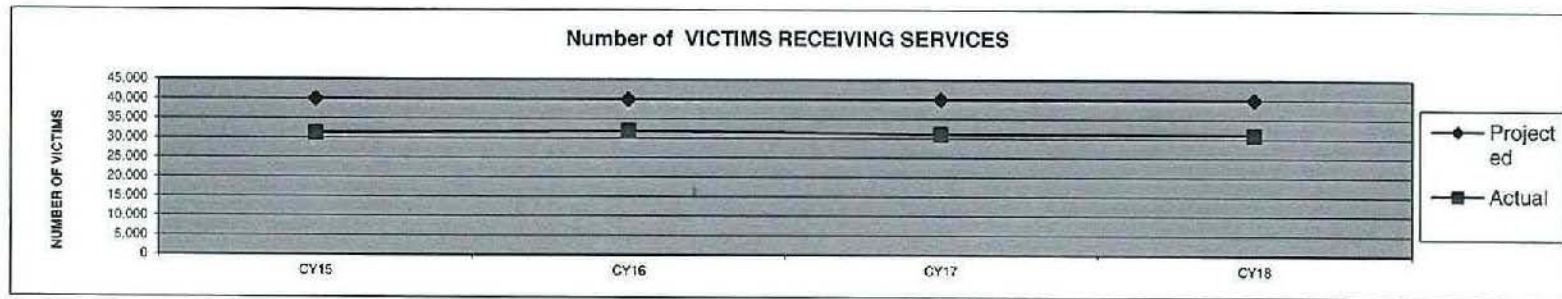 Number of VICTIMS RECEIVING SERVICES
NUMBER OF VICTIMS
45.000
40.000
35.000
30.000
25.000
20.000
15.000
10.000
5,000
0
CY15
CY16
CY17
CY18
Project
ed
Actual